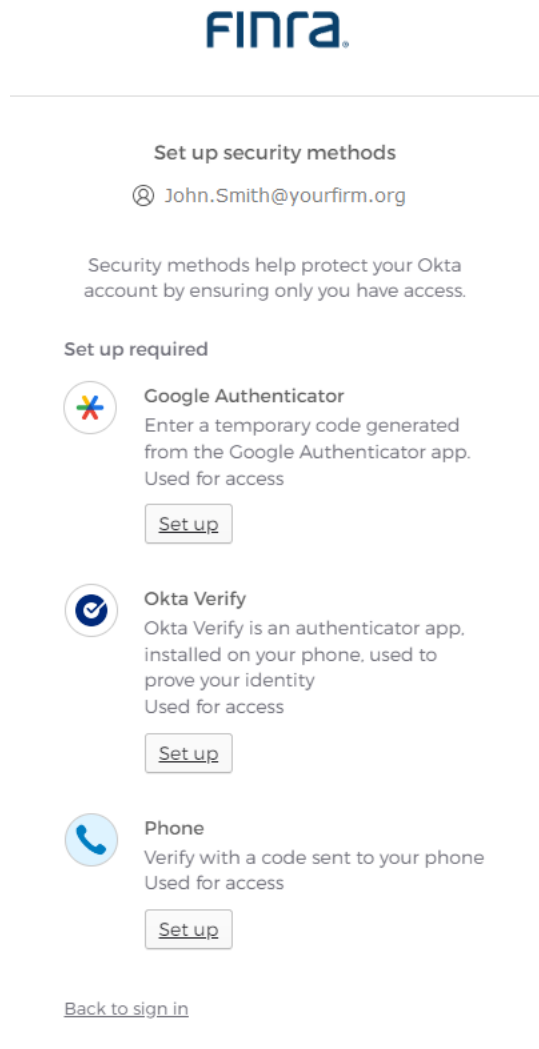 FINRA.
Set up security methods
John.Smith@yourfirm.org
Security methods help protect your Okta
account by ensuring only you have access.
Set up required
Google Authenticator
Enter a temporary code generated
from the Google Authenticator app.
Used for access
Set up
Okta Verify
Okta Verify is an authenticator app,
installed on your phone, used to
prove your identity
Used for access
Set up
Phone
Verify with a code sent to your phone
Used for access
Set up
Back to sign in